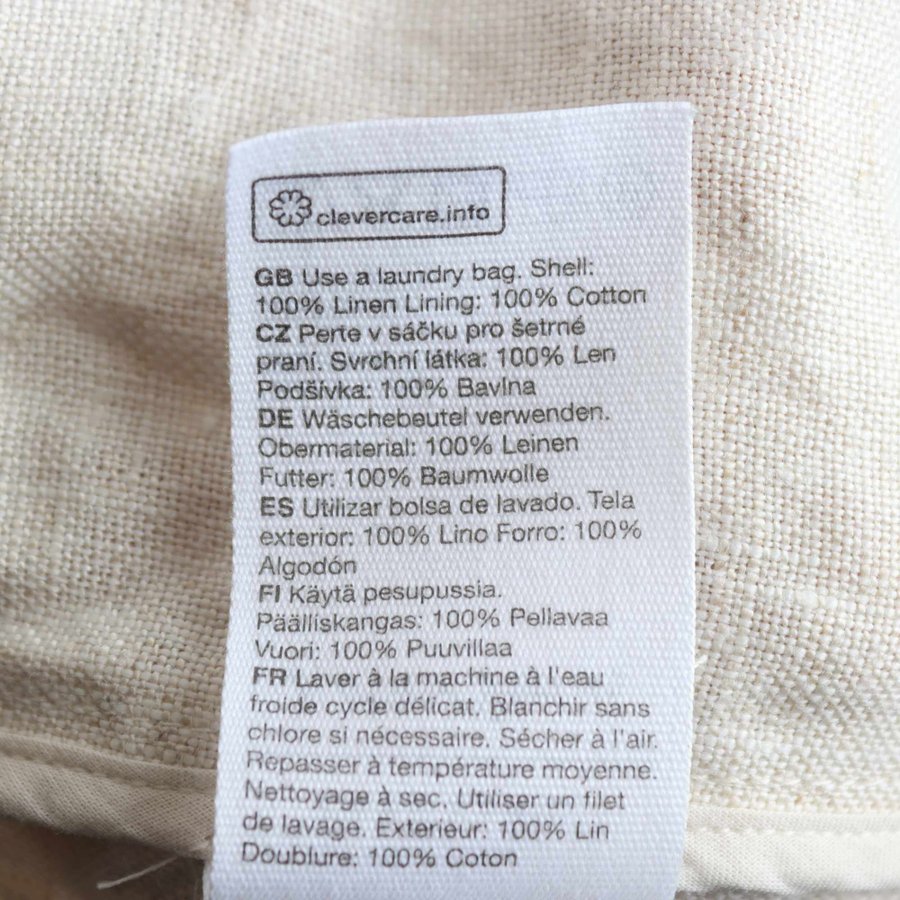 clevercare.info
GB Use a laundry bag. Shell:
100% Linen Lining: 100% Cotton
CZ Perte v sáčku pro šetrné
praní. Svrchní látka: 100% Len
Podšívka: 100% Bavlna
DE Wäschebeutel verwenden.
Obermaterial: 100% Leinen
Futter: 100% Baumwolle
ES Utilizar bolsa de lavado. Tela
exterior: 100% Lino Forro: 100%
Algodón
FI Käytä pesupussia.
Päälliskangas: 100% Pellavaa
Vuori: 100% Puuvillaa
FR Laver à la machine à l'eau
froide cycle délicat. Blanchir sans
chlore si nécessaire. Sécher à l'air.
Repasser à température moyenne.
Nettoyage à sec. Utiliser un filet
de lavage. Exterieur: 100% Lin
Doublure: 100% Coton